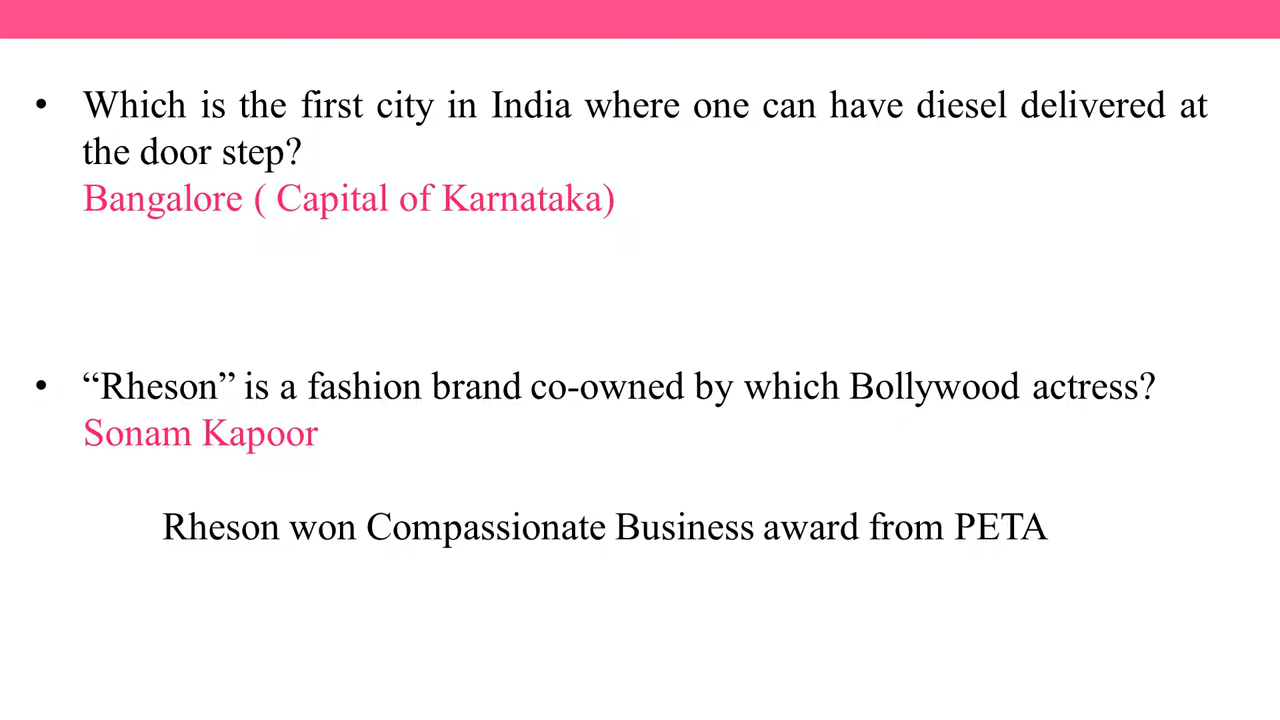 • Which is the first city in India where one can have diesel delivered at
the door step?
Bangalore ( Capital of Karnataka)
• “Rheson” is a fashion brand co-owned by which Bollywood actress?
Sonam Kapoor
Rheson won Compassionate Business award from PETA